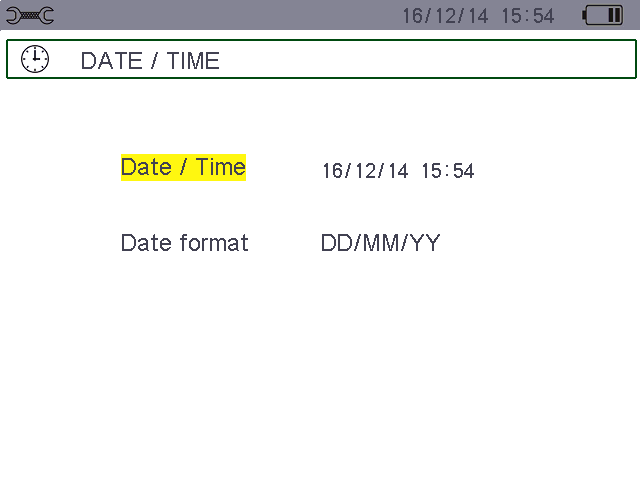 16/12/14 15:54
DATE / TIME
Date / Time 16/12/14 15:54
Date format DD/MM/YY